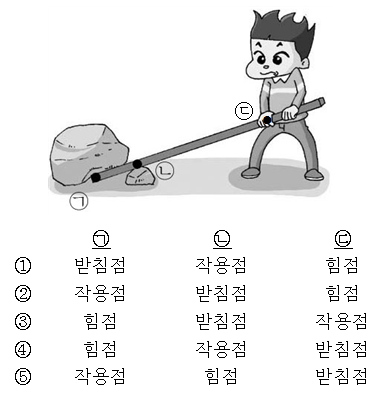 ㉢
㉡
㉠
㉠ ㉡ ㉢
① 받침점 작용점 힘점
② 작용점 받침점 힘점
③ 힘점 받침점 작용점
④ 힘점 작용점 받침점
⑤ 작용점 힘점 받침점